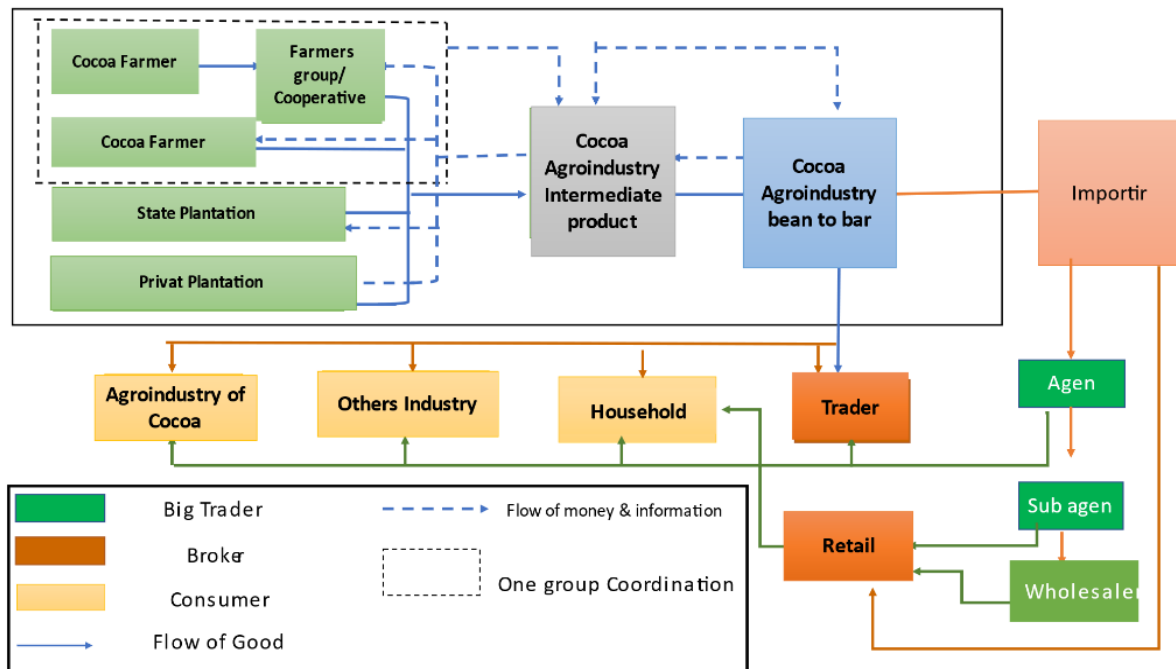 Cocoa Farmer
Farmers
group/
Cooperative
Cocoa Farmer
State Plantation
Privat Plantation
Cocoa
Agroindustry
Intermediate
product
Cocoa
Agroindustry
bean to bar
Importir
Agroindustry of
Cocoa
Others Industry
Household
Trader
Agen
Sub agen
Retail
Wholesaler
Big Trader
Broker
Consumer
Flow of Good
Flow of money & information
One group Coordination